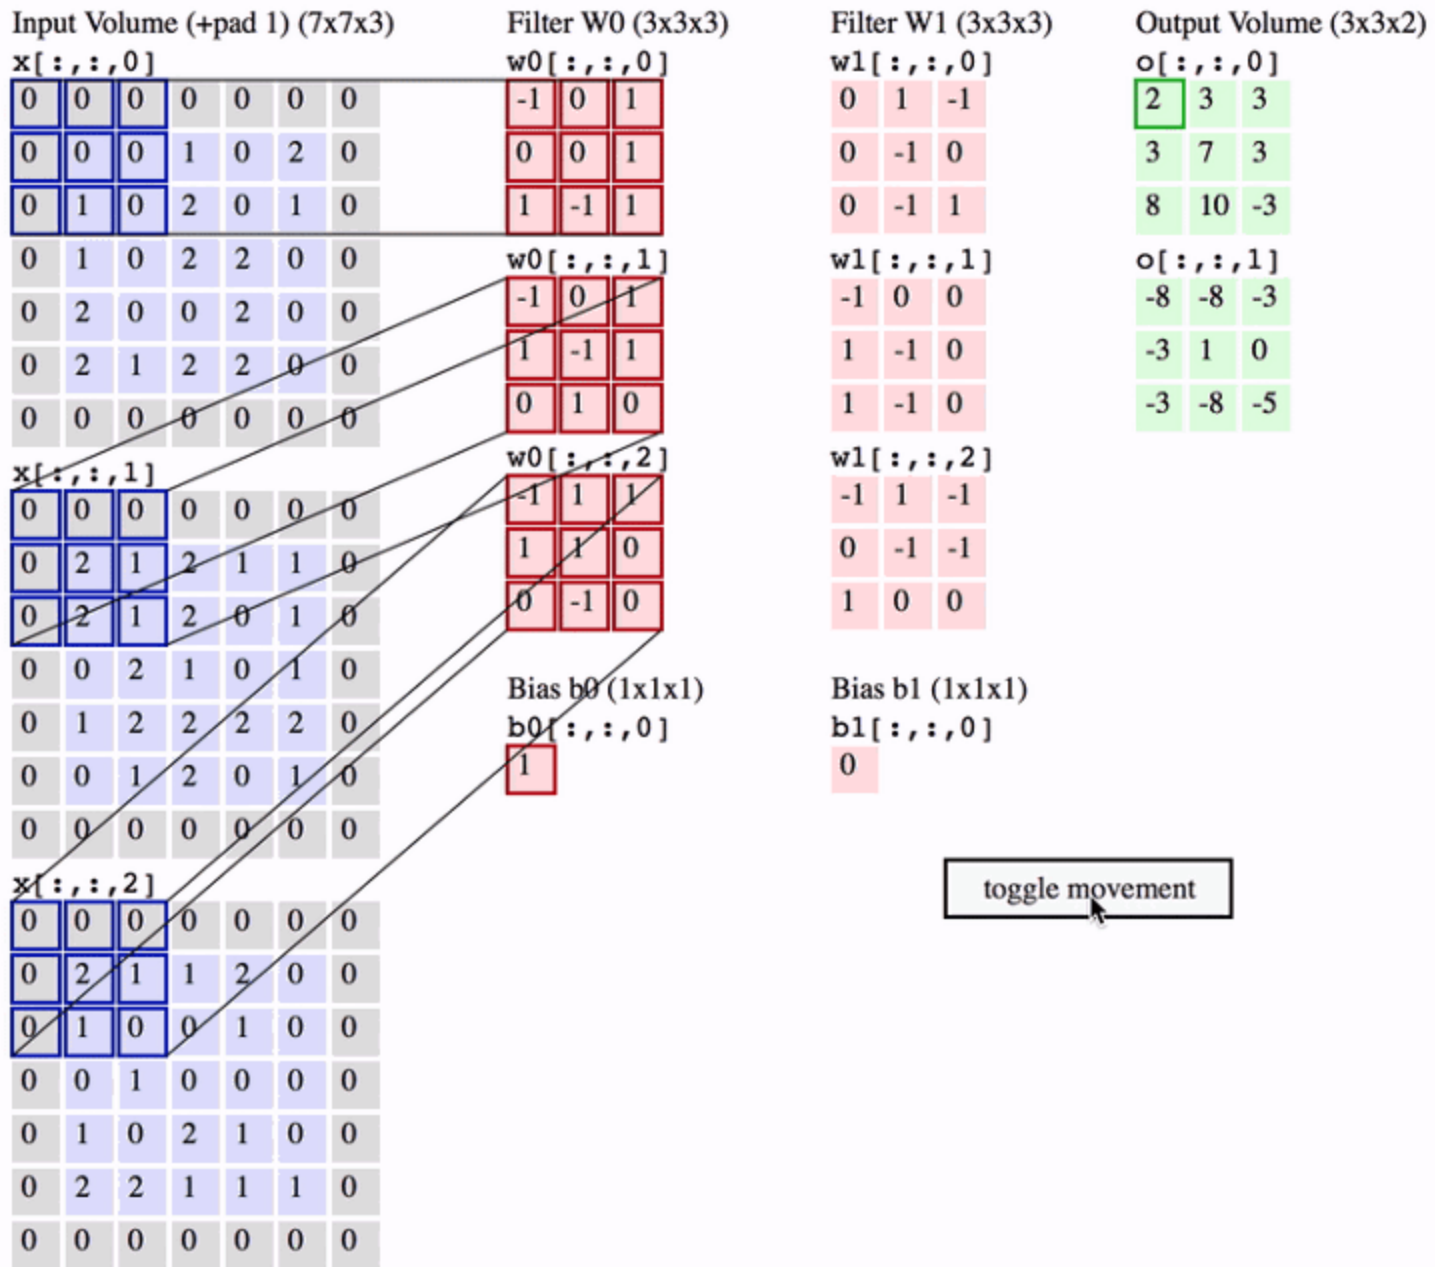 Input Volume (+pad 1) (7x7x3)
x[:,:,0]
0 0 0 0 0 0 0
0 0 0 1 0 2 0
0 1 0 2 0 1 0
0 1 0 2 2 0 0
0 2 0 0 2 0 0
0 2 1 2 2 0 0
0 0 0 0 0 0 0
x[:,:,1]
0 0 0 0 0 0 0
0 2 1 2 1 1 0
0 2 1 2 0 1 0
0 0 2 1 0 1 0
0 1 2 2 2 2 0
0 0 1 2 0 1 0
0 0 0 0 0 0 0
x[:,:,2]
0 0 0 0 0 0 0
0 2 1 1 2 0 0
0 1 0 0 1 0 0
0 0 1 0 0 0 0
0 1 0 2 1 0 0
0 2 2 1 1 1 0
0 0 0 0 0 0 0
Filter W0 (3x3x3)
w0[:,:,0]
-1 0 1
0 0 1
1 -1 1
w0[:,:,1]
-1 0 1
1 -1 1
0 1 0
w0[:,:,2]
-1 1 1
1 1 0
0 -1 0
Bias b0 (1x1x1)
b0[:,:,0]
1
Filter W1 (3x3x3)
w1[:,:,0]
0 1 -1
0 -1 0
0 -1 1
w1[:,:,1]
-1 0 0
1 -1 0
1 -1 0
w1[:,:,2]
-1 1 -1
0 -1 -1
1 0 0
Bias b1 (1x1x1)
b1[:,:,0]
0
Output Volume (3x3x2)
o[:,:,0]
2 3 3
3 7 3
8 10 -3
o[:,:,1]
-8 -8 -3
-3 1 0
-3 -8 -5
toggle movement